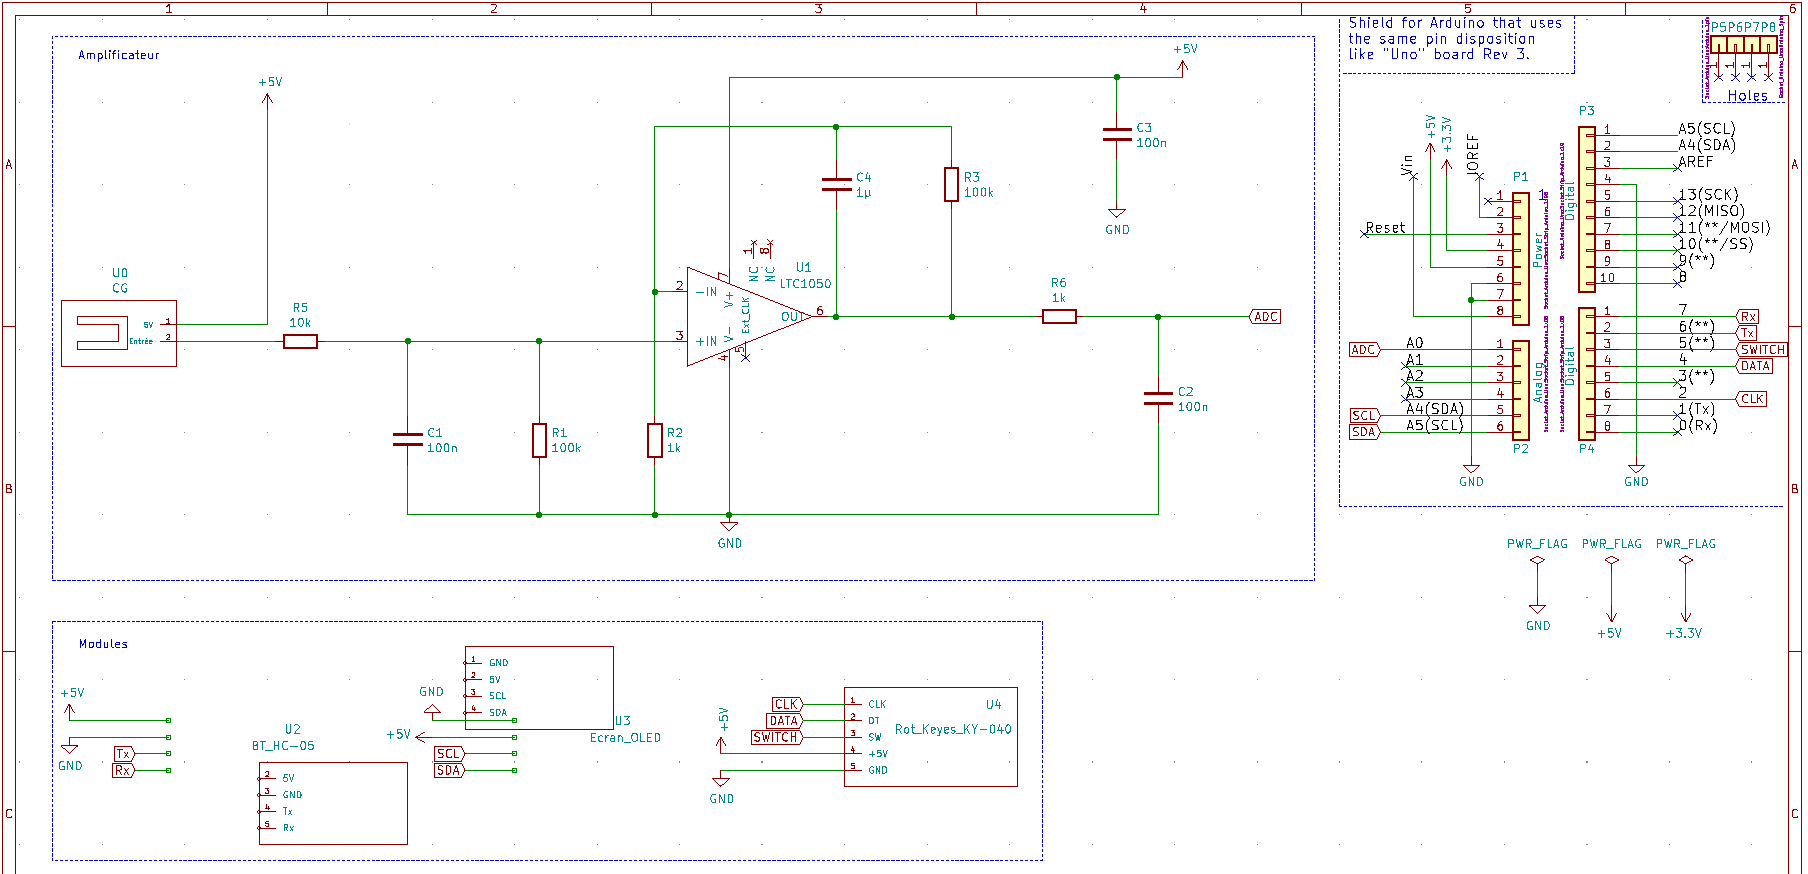 1 2 3 4 5 6
A
B
C
A
B
C
Amplificateur
+5V
U0
CG
5V 1
Entrée 2
R5
10k
C1
100n
R1
100k
R2
1k
C4
1µ
R3
100k
+5V
C3
100n
GND
U1
LTC1050
1 NC
8 NC
2 -IN
3 +IN
7 V+
4 V-
5 Ext_CLK
OUT 6
R6
1k
ADC
C2
100n
GND
Shield for Arduino that uses
the same pin disposition
like "Uno" board Rev 3.
P5P6P7P8
1 1 1 1
Holes
Vin
+5V
+3.3V
IOREF
Reset
P1
1
Power
1
2
3
4
5
6
7
8
P3
Digital
1 A5(SCL)
2 A4(SDA)
3 AREF
4
5 13(SCK)
6 12(MISO)
7 11(**/MOSI)
8 10(**/SS)
9 9(**)
10 8
ADC A0 1
A1 2
A2 3
A3 4
SCL A4(SDA) 5
SDA A5(SCL) 6
Analog
P2
Digital
1 7 Rx
2 6(**) Tx
3 5(**) SWITCH
4 4 DATA
5 3(**)
6 2 CLK
7 1(Tx)
8 0(Rx)
P4
GND
GND
PWR_FLAG PWR_FLAG PWR_FLAG
GND +5V +3.3V
Modules
+5V
GND
Tx
Rx
U2
BT_HC-05
2 5V
3 GND
4 Tx
5 Rx
GND
+5V
SCL
SDA
1 GND
2 5V
3 SCL
4 SDA
U3
Ecran_OLED
+5V
GND
CLK 1 CLK
DATA 2 DT
SWITCH 3 SW
4 +5V
5 GND
U4
Rot_Keyes_KY-040